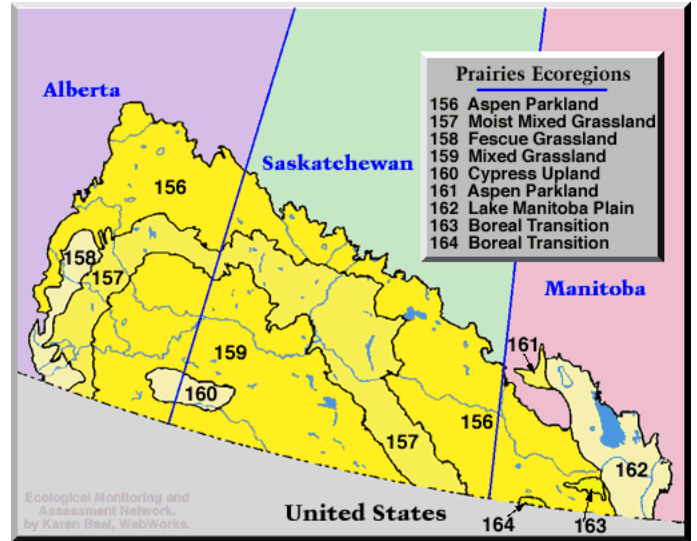 Prairies Ecoregions
156 Aspen Parkland
157 Moist Mixed Grassland
158 Fescue Grassland
159 Mixed Grassland
160 Cypress Upland
161 Aspen Parkland
162 Lake Manitoba Plain
163 Boreal Transition
164 Boreal Transition
Alberta
Saskatchewan
Manitoba
156
158
157
159
160
161
156
157
162
164
163
United States
Ecological Monitoring and
Assessment Network.
by Karen Beal, WebWorks.